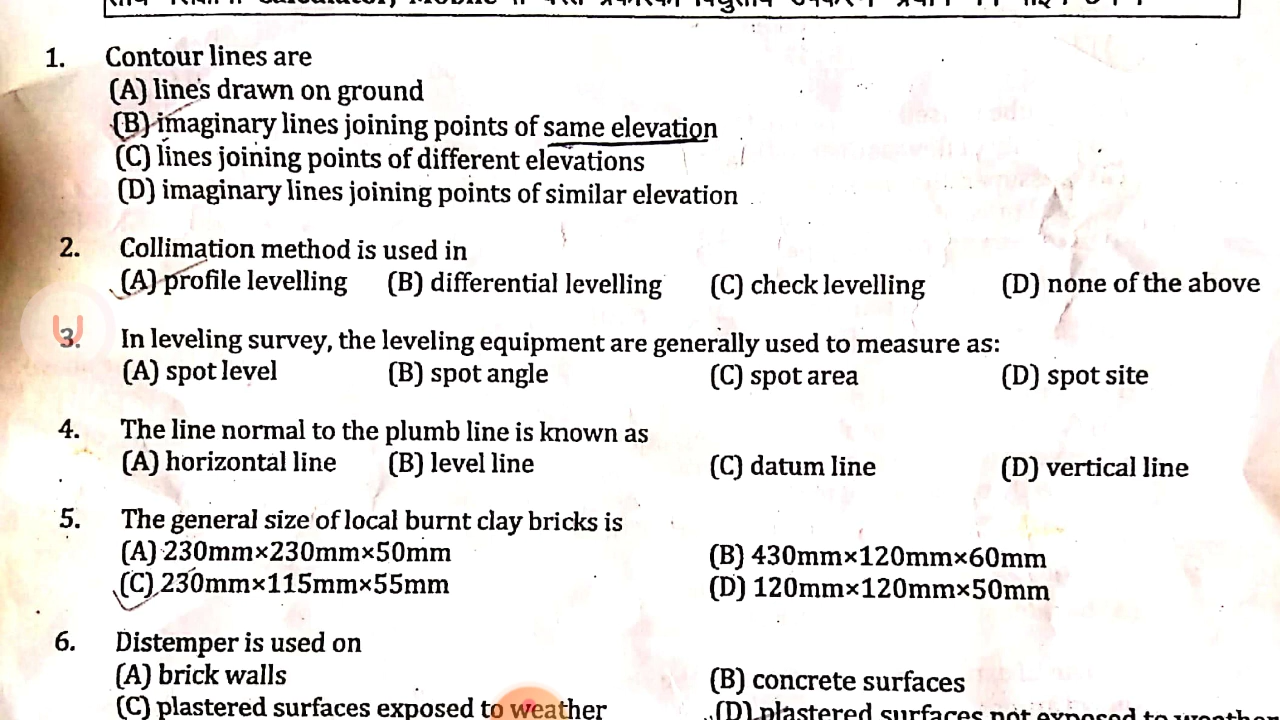 Calculator, Mobile
1. Contour lines are
(A) lines drawn on ground
(B) imaginary lines joining points of same elevation
(C) lines joining points of different elevations
(D) imaginary lines joining points of similar elevation
2. Collimation method is used in
(A) profile levelling (B) differential levelling (C) check levelling (D) none of the above
3. In leveling survey, the leveling equipment are generally used to measure as:
(A) spot level (B) spot angle (C) spot area (D) spot site
4. The line normal to the plumb line is known as
(A) horizontal line (B) level line (C) datum line (D) vertical line
5. The general size of local burnt clay bricks is
(A) 230mm×230mm×50mm (B) 430mm×120mm×60mm
(C) 230mm×115mm×55mm (D) 120mm×120mm×50mm
6. Distemper is used on
(A) brick walls (B) concrete surfaces
(C) plastered surfaces exposed to weather (D) plastered surfaces not exposed to weather